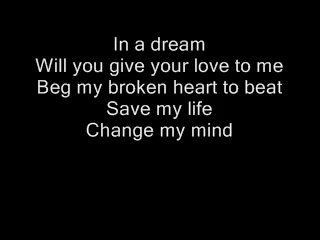 In a dream
Will you give your love to me
Beg my broken heart to beat
Save my life
Change my mind